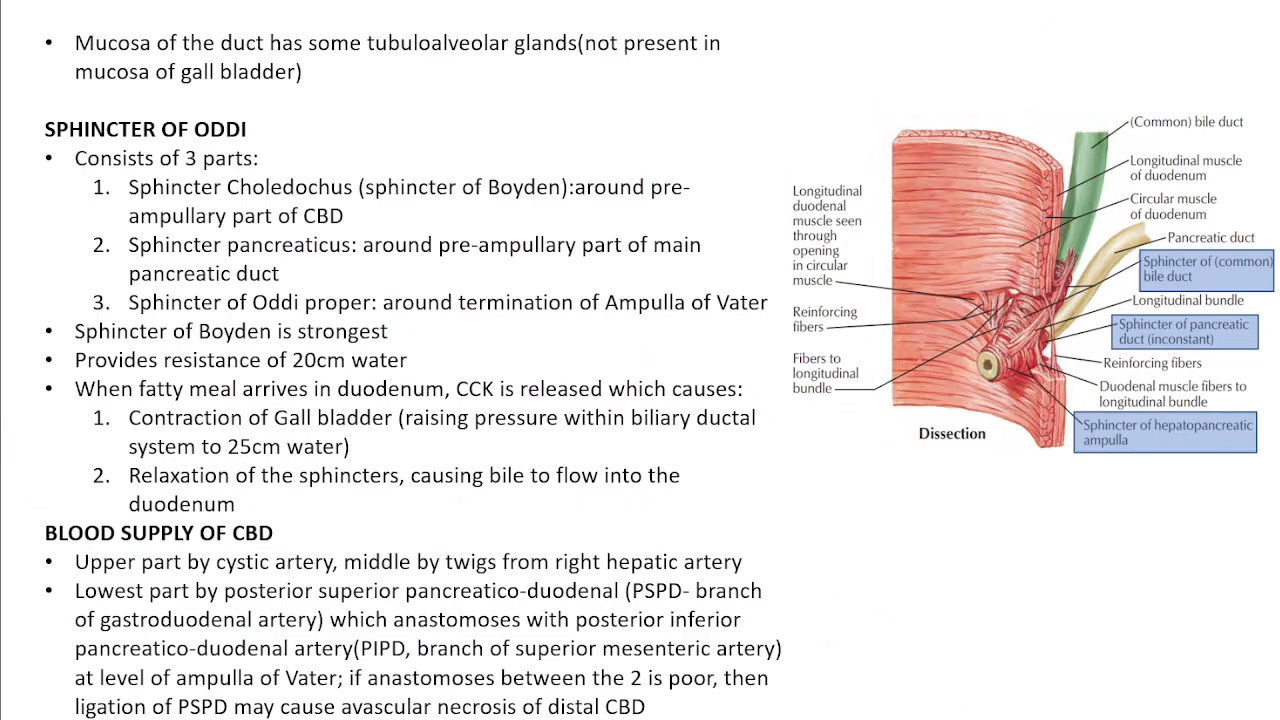 • Mucosa of the duct has some tubuloalveolar glands(not present in
mucosa of gall bladder)
SPHINCTER OF ODDI
• Consists of 3 parts:
1. Sphincter Choledochus (sphincter of Boyden):around pre-
ampullary part of CBD
2. Sphincter pancreaticus: around pre-ampullary part of main
pancreatic duct
3. Sphincter of Oddi proper: around termination of Ampulla of Vater
• Sphincter of Boyden is strongest
• Provides resistance of 20cm water
• When fatty meal arrives in duodenum, CCK is released which causes:
1. Contraction of Gall bladder (raising pressure within biliary ductal
system to 25cm water)
2. Relaxation of the sphincters, causing bile to flow into the
duodenum
BLOOD SUPPLY OF CBD
• Upper part by cystic artery, middle by twigs from right hepatic artery
• Lowest part by posterior superior pancreatico-duodenal (PSPD- branch
of gastroduodenal artery) which anastomoses with posterior inferior
pancreatico-duodenal artery(PIPD, branch of superior mesenteric artery)
at level of ampulla of Vater; if anastomoses between the 2 is poor, then
ligation of PSPD may cause avascular necrosis of distal CBD
Longitudinal
duodenal
muscle seen
through
opening
in circular
muscle
Reinforcing
fibers
Fibers to
longitudinal
bundle
Dissection
(Common) bile duct
Longitudinal muscle
of duodenum
Circular muscle
of duodenum
Pancreatic duct
Sphincter of (common)
bile duct
Longitudinal bundle
Sphincter of pancreatic
duct (inconstant)
Reinforcing fibers
Duodenal muscle fibers to
longitudinal bundle
Sphincter of hepatopancreatic
ampulla